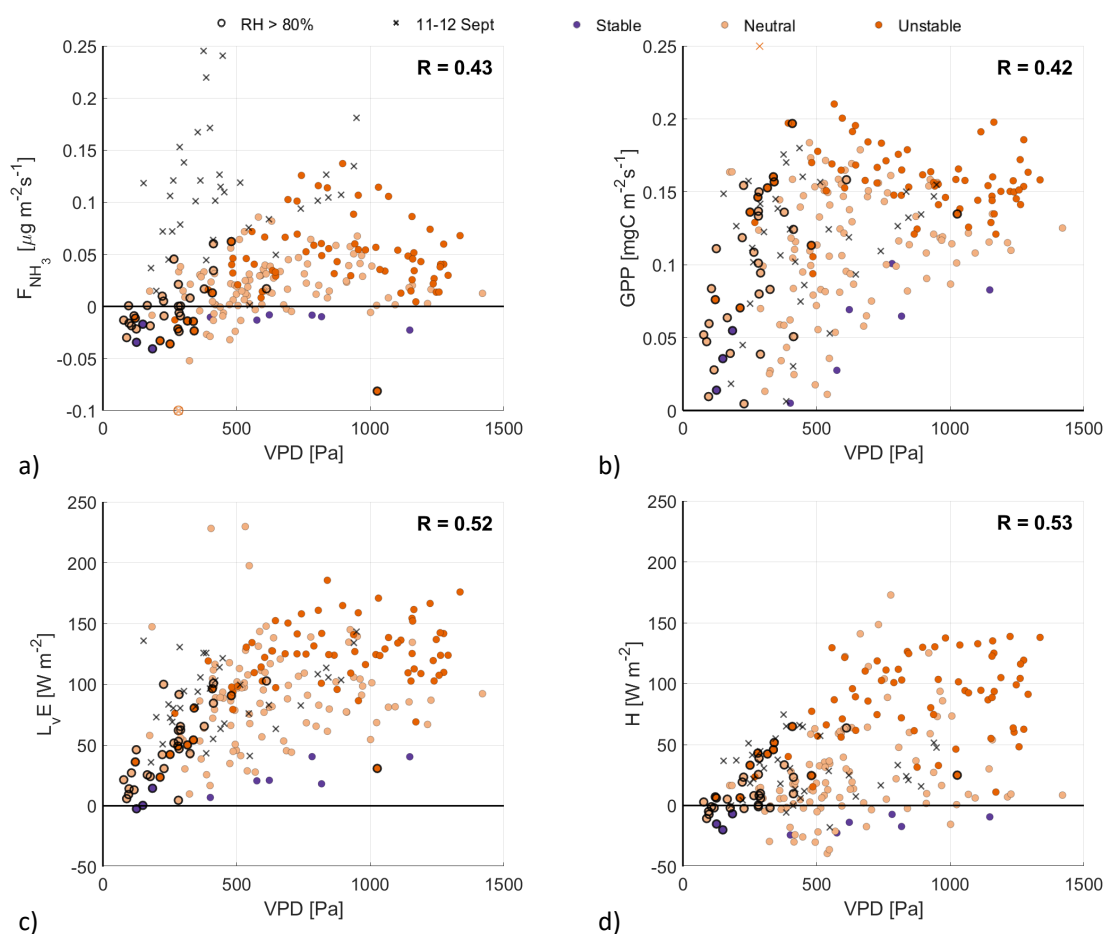 RH > 80% 11-12 Sept Stable Neutral Unstable
0.25
0.2
0.15
0.1
0.05
0
-0.05
-0.1
F_NH₃ [μg m⁻²s⁻¹]
R = 0.43
0 500 1000 1500
VPD [Pa]
a)
0.25
0.2
0.15
0.1
0.05
0
GPP [mgC m⁻²s⁻¹]
R = 0.42
0 500 1000 1500
VPD [Pa]
b)
250
200
150
100
50
0
-50
LᵥE [W m⁻²]
R = 0.52
0 500 1000 1500
VPD [Pa]
c)
250
200
150
100
50
0
-50
H [W m⁻²]
R = 0.53
0 500 1000 1500
VPD [Pa]
d)